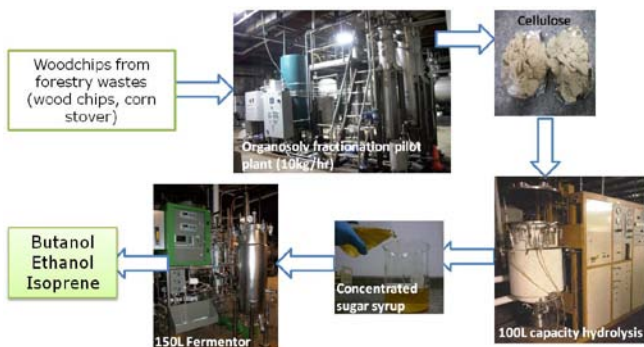 Woodchips from
forestry wastes
(wood chips, corn
stover)
Organosolv fractionation pilot
plant (10kg/hr)
Cellulose
100L capacity hydrolysis
Concentrated
sugar syrup
150L Fermentor
Butanol
Ethanol
Isoprene